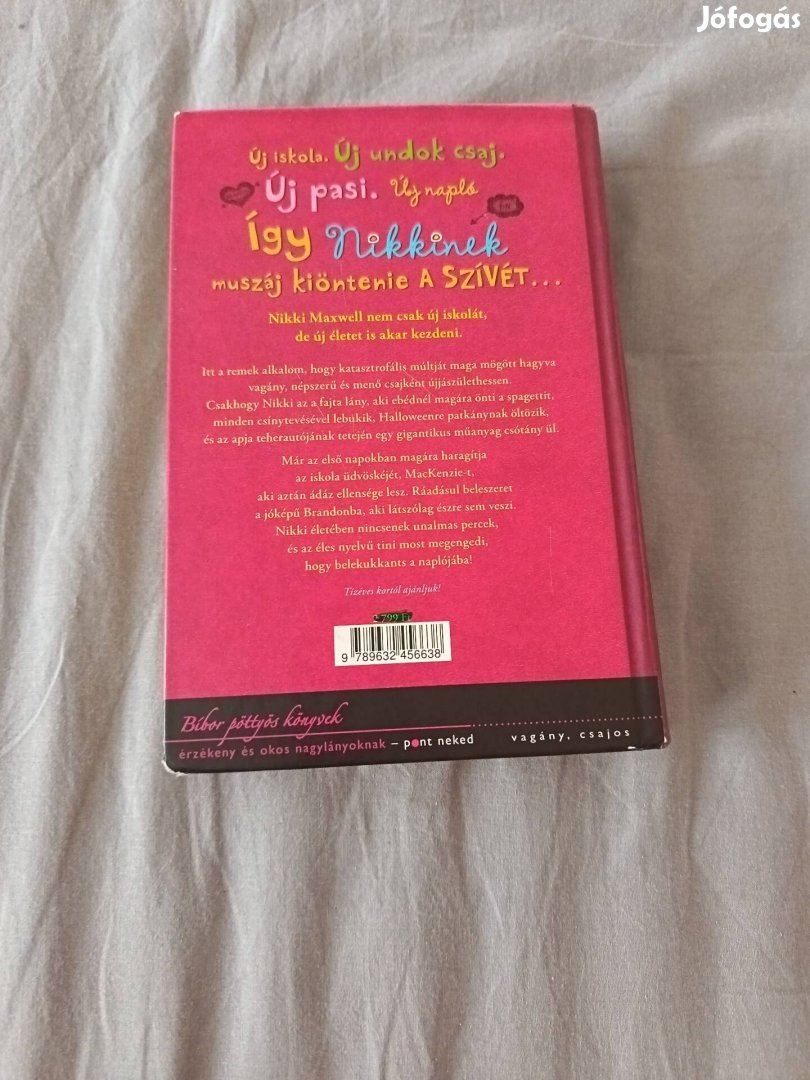 Jófogás
Új iskola. Új undok csaj.
Új pasi. Új napló
Így Nikkinek
muszáj kiöntenie A SZÍVÉT...
Nikki Maxwell nem csak új iskolát,
de új életet is akar kezdeni.
Itt a remek alkalom, hogy katasztrofális múltját maga mögött hagyva
vagány, népszerű és menő csajként újjászülethessen.
Csakhogy Nikki az a fajta lány, aki ebédnél magára önti a spagettit,
minden csínytevésével lebukik, Halloweenre patkánynak öltözik,
és az apja teherautójának tetején egy gigantikus műanyag csótány ül.
Már az első napokban magára haragítja
az iskola üdvöskéjét, MacKenzie-t,
aki aztán ádáz ellensége lesz. Ráadásul beleszeret
a jóképű Brandonba, aki látszólag észre sem veszi.
Nikki életében nincsenek unalmas percek,
és az éles nyelvű tini most megengedi,
hogy belekukkants a naplójába!
Tízéves kortól ajánljuk!
799 Ft
9 789632 456638
Bíbor pöttyös könyvek
érzékeny és okos nagylányoknak – pont neked
vagány, csajos